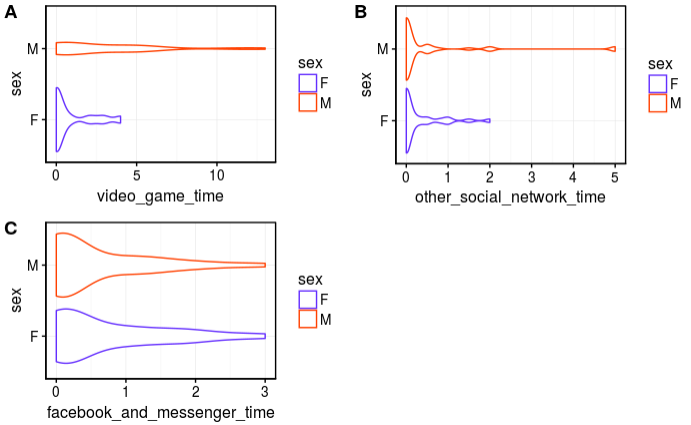 A
M
F
sex
0 5 10
video_game_time
sex
F
M
B
M
F
sex
0 1 2 3 4 5
other_social_network_time
sex
F
M
C
M
F
sex
0 1 2 3
facebook_and_messenger_time
sex
F
M